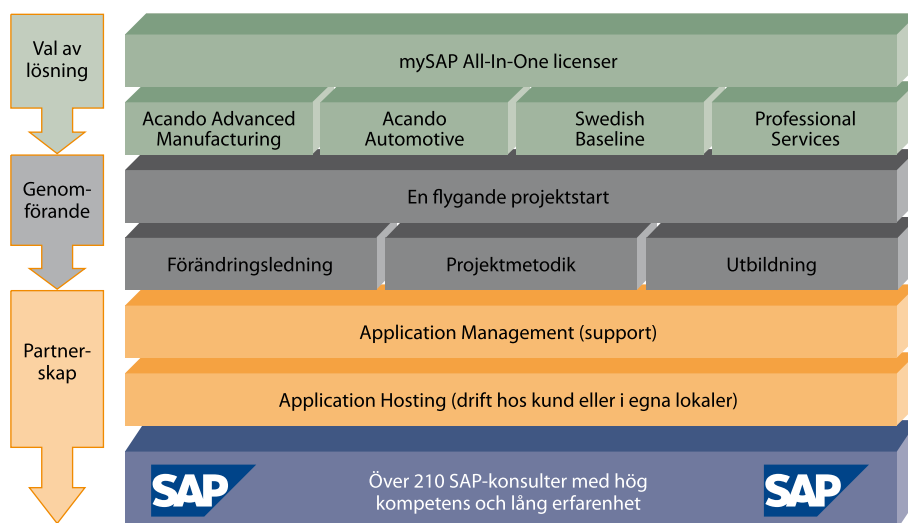 Val av
lösning
mySAP All-In-One licenser
Acando Advanced
Manufacturing
Acando
Automotive
Swedish
Baseline
Professional
Services
Genom-
förande
En flygande projektstart
Förändringsledning
Projektmetodik
Utbildning
Partner-
skap
Application Management (support)
Application Hosting (drift hos kund eller i egna lokaler)
SAP
Över 210 SAP-konsulter med hög
kompetens och lång erfarenhet
SAP